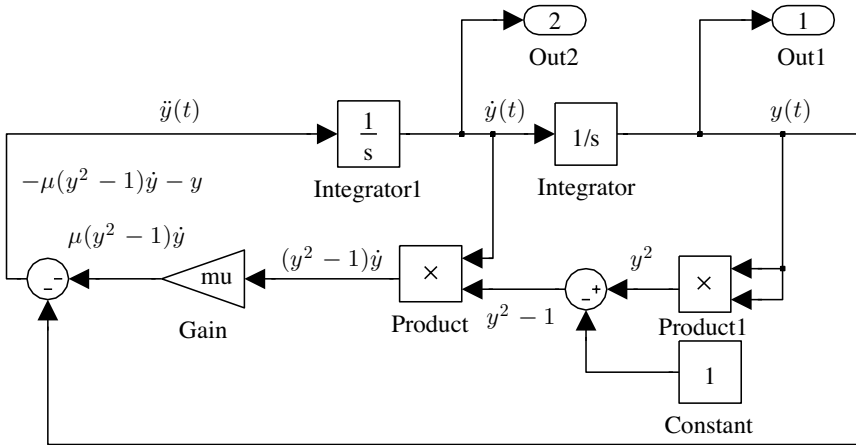 2
Out2
1
Out1
ÿ(t)
1
s
Integrator1
ẏ(t)
1/s
Integrator
y(t)
−μ(y² − 1)ẏ − y
μ(y² − 1)ẏ
- -
mu
Gain
(y² − 1)ẏ
×
Product
y² − 1
- +
y²
×
Product1
1
Constant